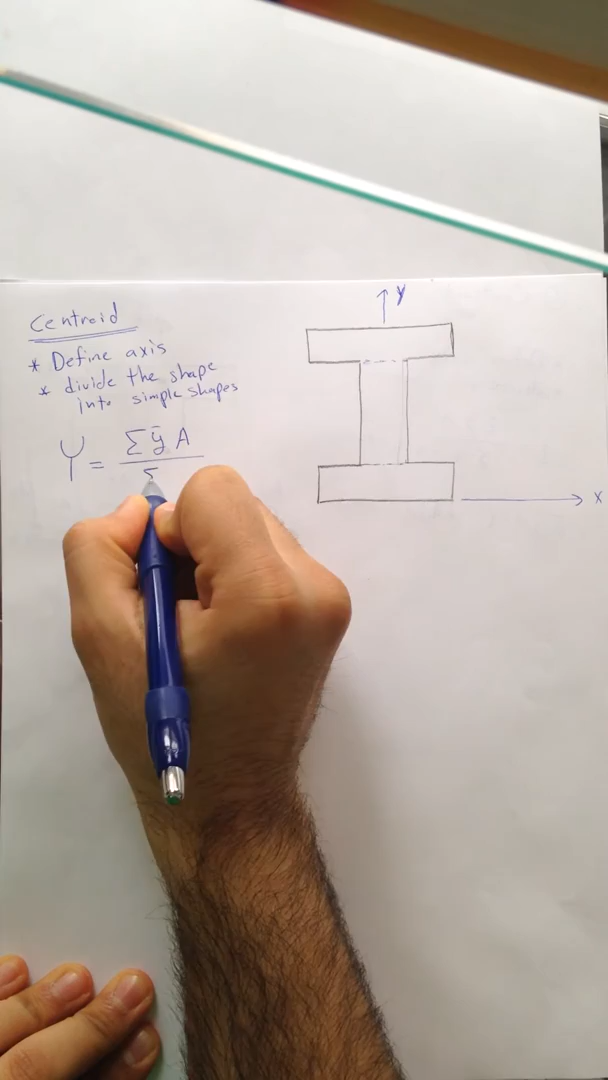 Centroid
* Define axis
* divide the shape
into simple shapes
Y = Σ ȳ A
Σ
Y
X